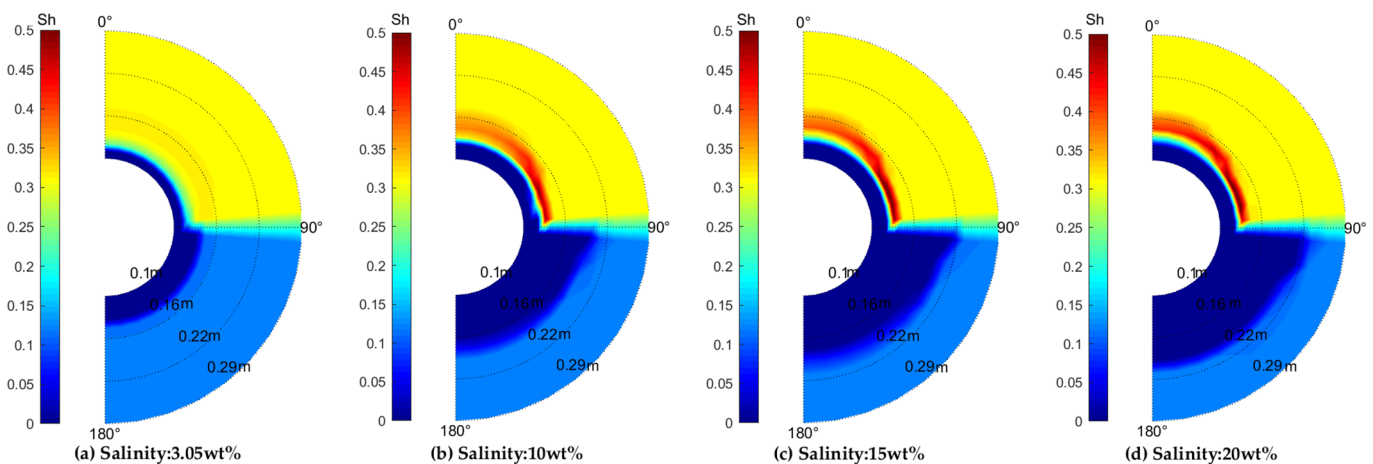 Sh
0.5
0.45
0.4
0.35
0.3
0.25
0.2
0.15
0.1
0.05
0
0°
90°
0.1m
0.16m
0.22m
0.29m
180°
(a) Salinity:3.05wt%
Sh
0.5
0.45
0.4
0.35
0.3
0.25
0.2
0.15
0.1
0.05
0
0°
90°
0.1m
0.16m
0.22m
0.29m
180°
(b) Salinity:10wt%
Sh
0.5
0.45
0.4
0.35
0.3
0.25
0.2
0.15
0.1
0.05
0
0°
90°
0.1m
0.16m
0.22m
0.29m
180°
(c) Salinity:15wt%
Sh
0.5
0.45
0.4
0.35
0.3
0.25
0.2
0.15
0.1
0.05
0
0°
90°
0.1m
0.16m
0.22m
0.29m
180°
(d) Salinity:20wt%